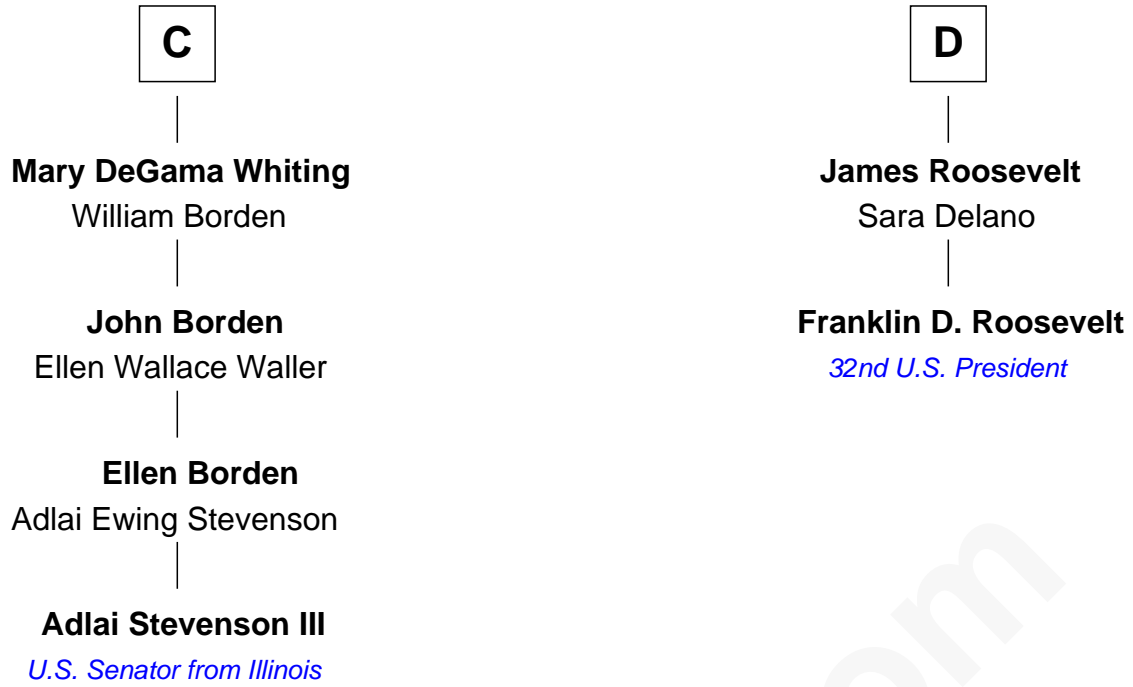 C
Mary DeGama Whiting
William Borden
John Borden
Ellen Wallace Waller
Ellen Borden
Adlai Ewing Stevenson
Adlai Stevenson III
U.S. Senator from Illinois
D
James Roosevelt
Sara Delano
Franklin D. Roosevelt
32nd U.S. President
om